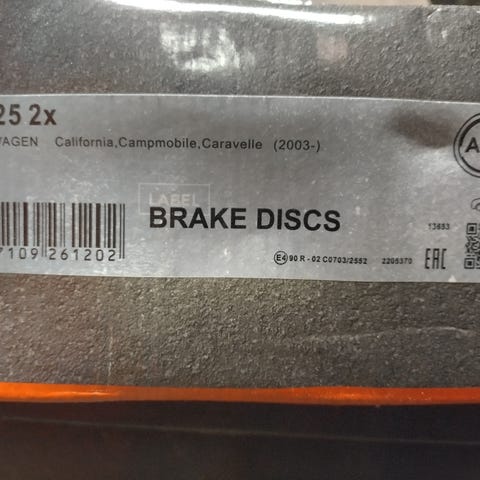 25 2x
WAGEN California,Campmobile,Caravelle (2003-)
LABEL
BRAKE DISCS
7109 261202
E4 90 R - 02 C0703/2552 2205370
13653
EAC
A